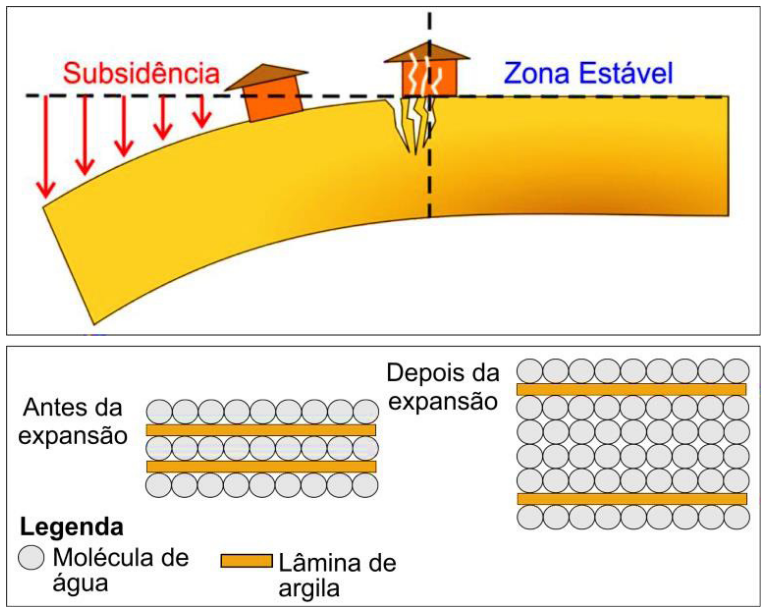 Subsidência
Zona Estável
Antes da
expansão
Depois da
expansão
Legenda
Molécula de
água
Lâmina de
argila